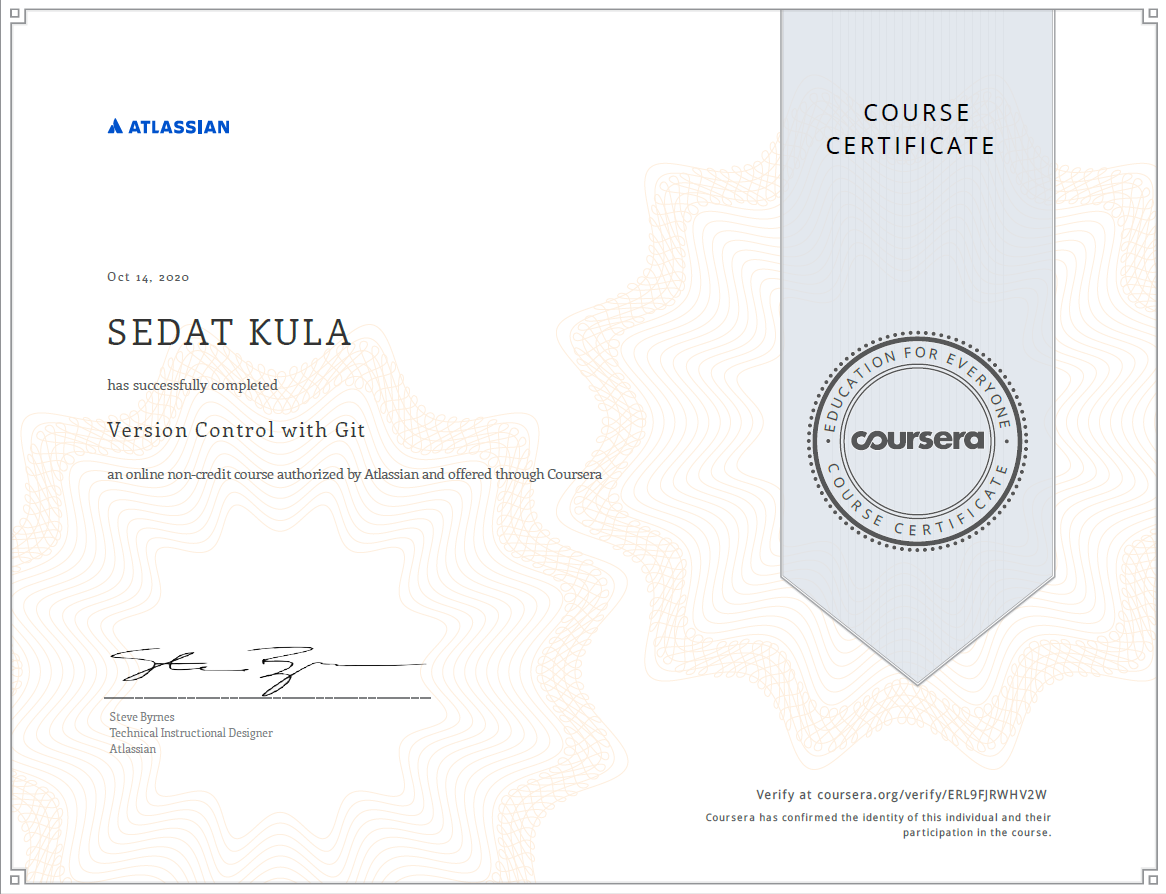 ATLASSIAN
COURSE
CERTIFICATE
Oct 14, 2020
SEDAT KULA
has successfully completed
Version Control with Git
an online non-credit course authorized by Atlassian and offered through Coursera
EDUCATION FOR EVERYONE
coursera
COURSE CERTIFICATE
Steve Byrnes
Technical Instructional Designer
Atlassian
Verify at coursera.org/verify/ERL9FJRWHV2W
Coursera has confirmed the identity of this individual and their
participation in the course.